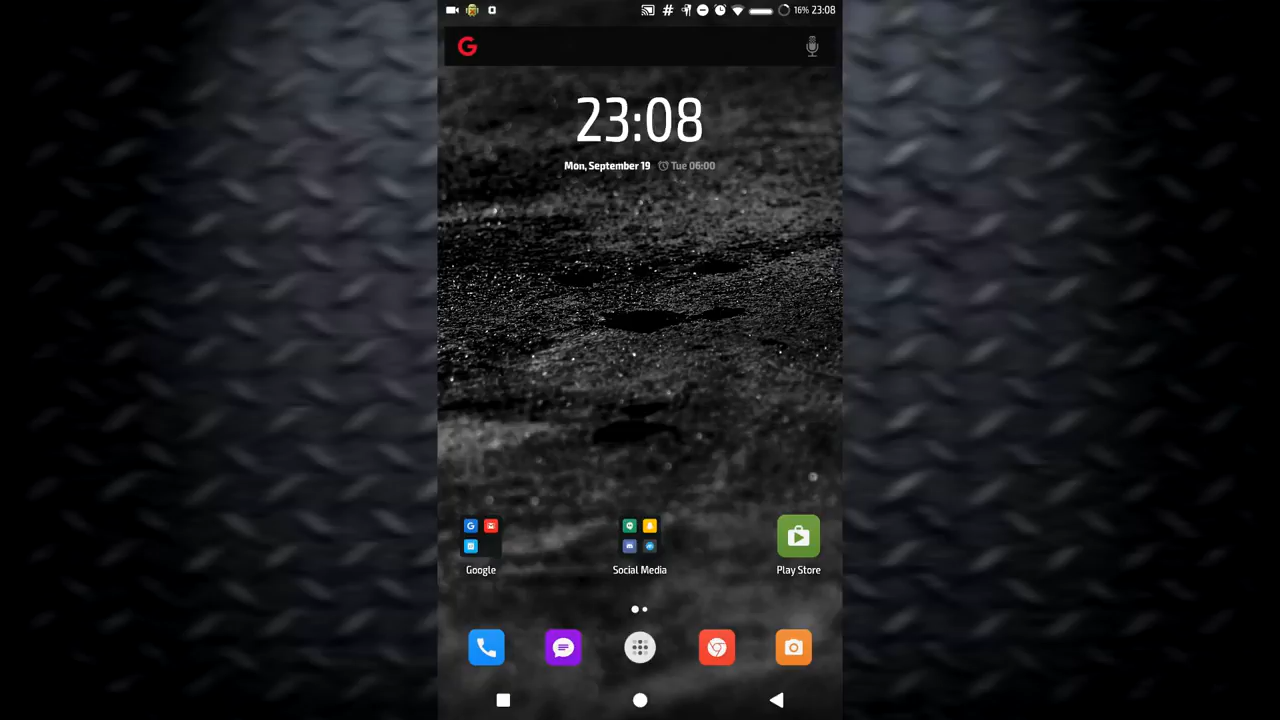 16% 23:08
G
23:08
Mon, September 19 Tue 06:00
Google Social Media Play Store